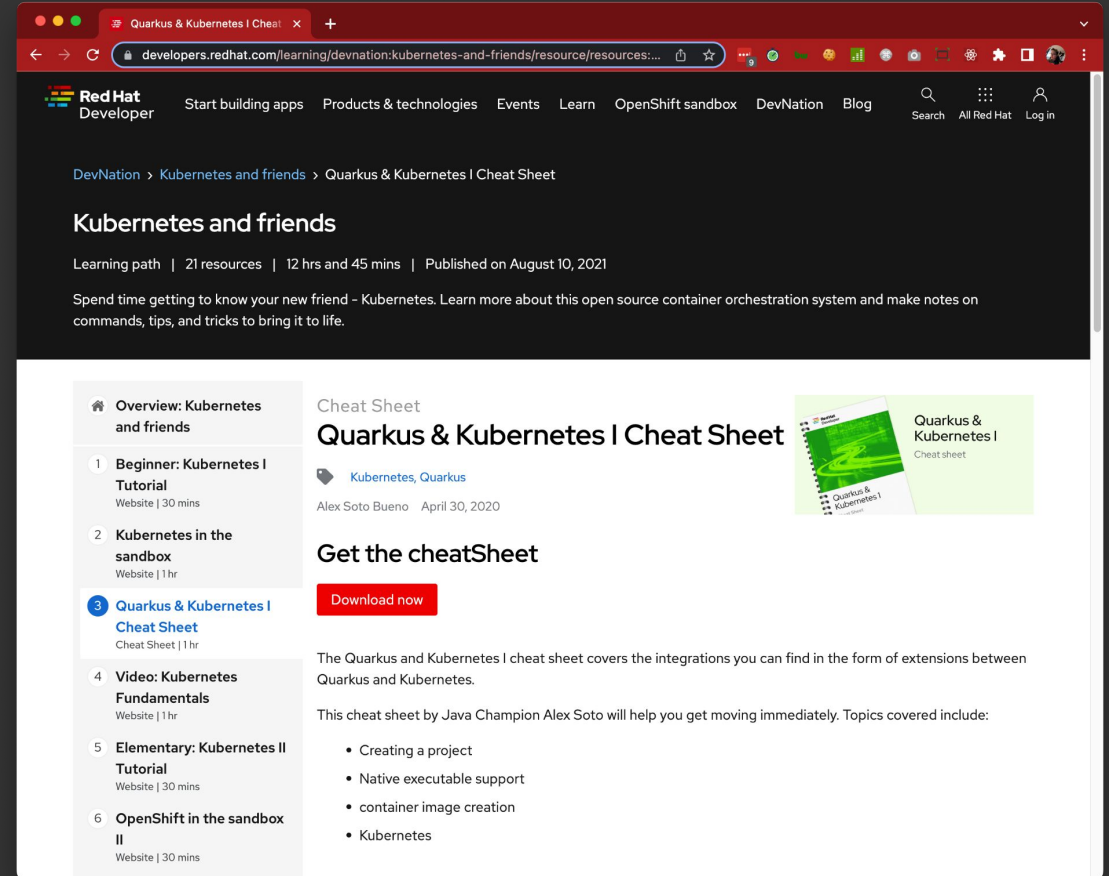 Quarkus & Kubernetes I Cheat
developers.redhat.com/learning/devnation:kubernetes-and-friends/resource/resources:...
9
Red Hat
Developer
Start building apps Products & technologies Events Learn OpenShift sandbox DevNation Blog
Search All Red Hat Log in
DevNation > Kubernetes and friends > Quarkus & Kubernetes I Cheat Sheet
Kubernetes and friends
Learning path | 21 resources | 12 hrs and 45 mins | Published on August 10, 2021
Spend time getting to know your new friend – Kubernetes. Learn more about this open source container orchestration system and make notes on
commands, tips, and tricks to bring it to life.
Overview: Kubernetes
and friends
1 Beginner: Kubernetes I
Tutorial
Website | 30 mins
2 Kubernetes in the
sandbox
Website | 1 hr
3 Quarkus & Kubernetes I
Cheat Sheet
Cheat Sheet | 1 hr
4 Video: Kubernetes
Fundamentals
Website | 1 hr
5 Elementary: Kubernetes II
Tutorial
Website | 30 mins
6 OpenShift in the sandbox
II
Website | 30 mins
Cheat Sheet
Quarkus & Kubernetes I Cheat Sheet
Kubernetes, Quarkus
Alex Soto Bueno April 30, 2020
Red Hat
Developer
Quarkus &
Kubernetes I
Cheat Sheet
Quarkus &
Kubernetes I
Cheat sheet
Get the cheatSheet
Download now
The Quarkus and Kubernetes I cheat sheet covers the integrations you can find in the form of extensions between
Quarkus and Kubernetes.
This cheat sheet by Java Champion Alex Soto will help you get moving immediately. Topics covered include:
• Creating a project
• Native executable support
• container image creation
• Kubernetes